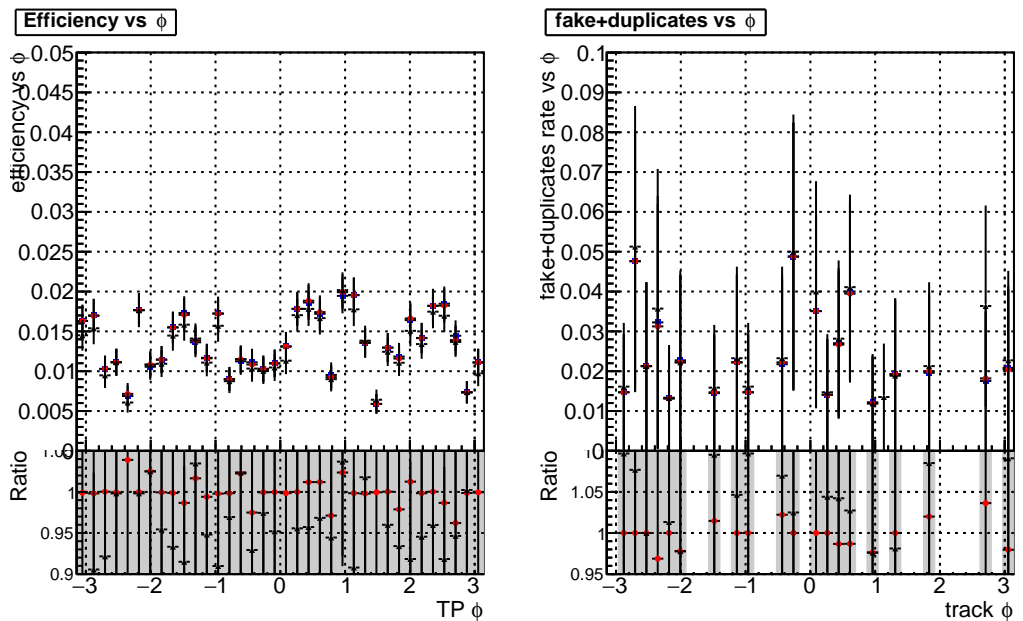 Efficiency vs ϕ
efficiency vs ϕ
0.05
0.045
0.04
0.035
0.03
0.025
0.02
0.015
0.01
0.005
0
Ratio
1
0.95
0.9
−3 −2 −1 0 1 2 3
TP ϕ
fake+duplicates vs ϕ
fake+duplicates rate vs ϕ
0.1
0.09
0.08
0.07
0.06
0.05
0.04
0.03
0.02
0.01
0
Ratio
1.05
1
0.95
−3 −2 −1 0 1 2 3
track ϕ